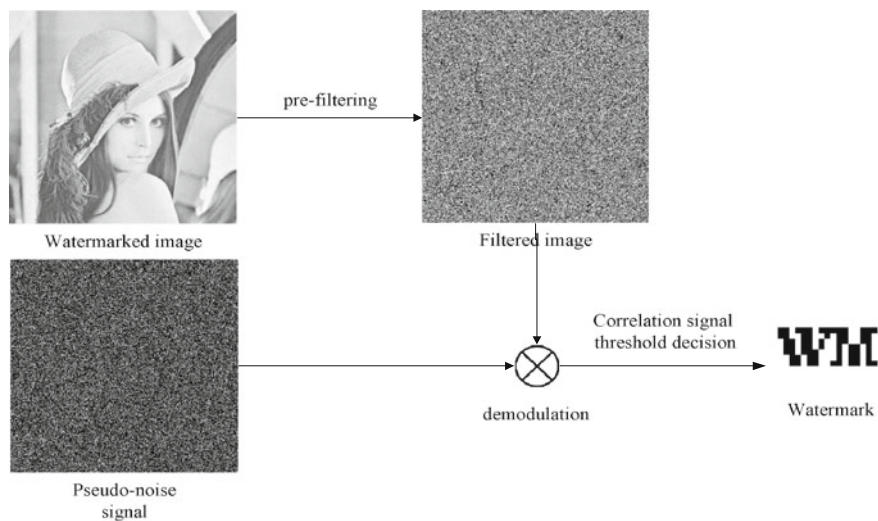 pre-filtering
Watermarked image
Filtered image
Correlation signal
threshold decision
WM
demodulation
Watermark
Pseudo-noise
signal